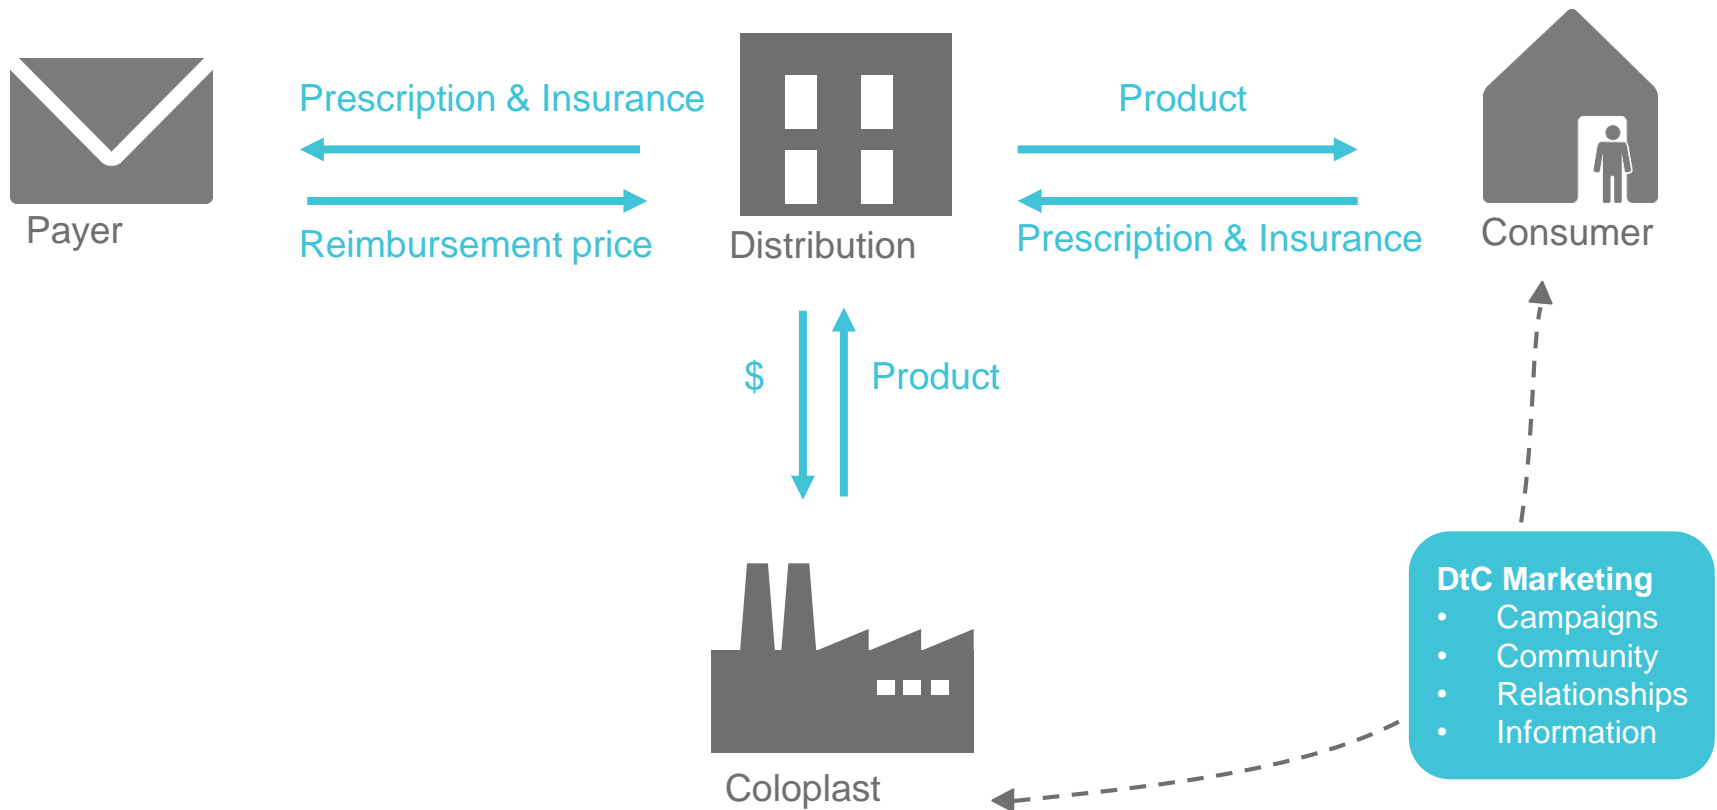 Prescription & Insurance
Product
Payer
Reimbursement price
Distribution
Prescription & Insurance
Consumer
$
Product
DtC Marketing
• Campaigns
• Community
• Relationships
• Information
Coloplast